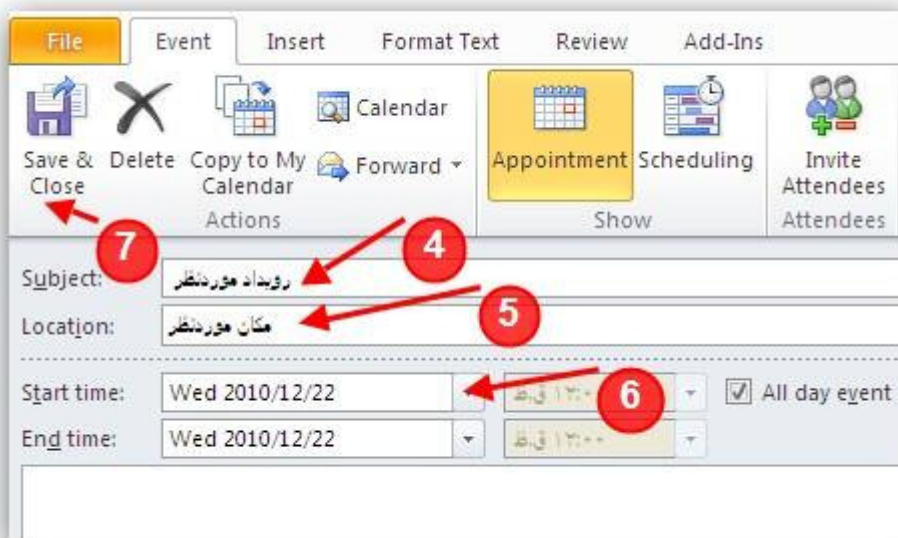 File Event Insert Format Text Review Add-Ins
Save & Close Delete Copy to My Calendar Calendar Forward Appointment Scheduling Invite Attendees
Actions Show Attendees
7 4
Subject: رویداد موردنظر
5
Location: مکان موردنظر
Start time: Wed 2010/12/22 6 All day event
End time: Wed 2010/12/22 ۱۲:۰۰ ق.ظ